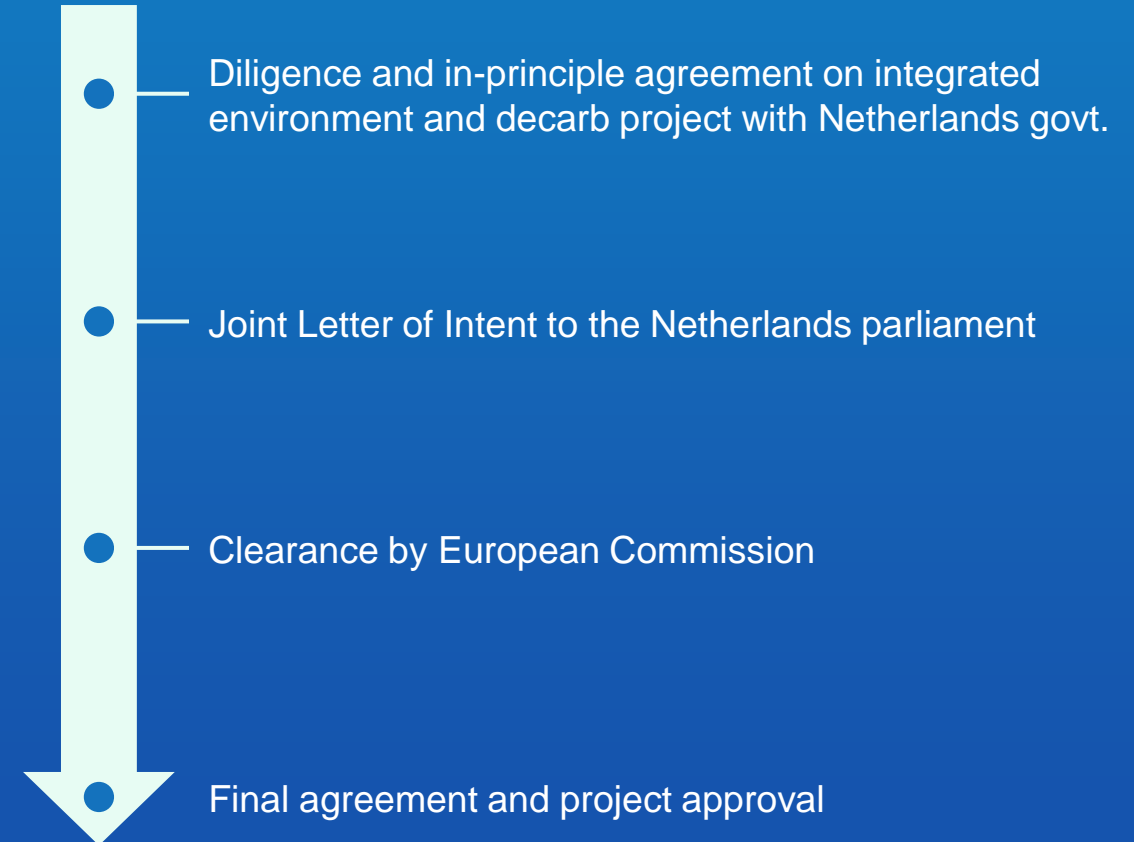 Diligence and in-principle agreement on integrated
environment and decarb project with Netherlands govt.
Joint Letter of Intent to the Netherlands parliament
Clearance by European Commission
Final agreement and project approval